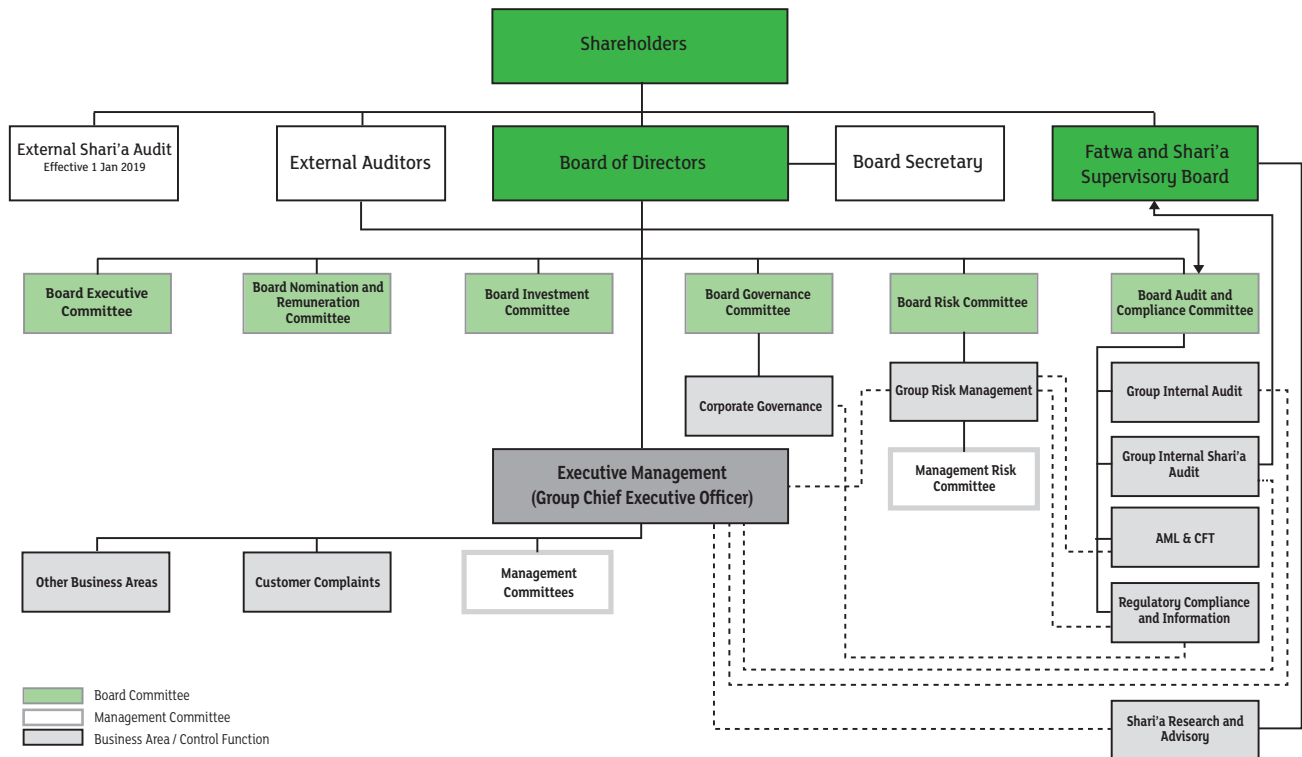 Shareholders
External Shari'a Audit
Effective 1 Jan 2019
External Auditors
Board of Directors
Board Secretary
Fatwa and Shari'a
Supervisory Board
Board Executive
Committee
Board Nomination and
Remuneration
Committee
Board Investment
Committee
Board Governance
Committee
Board Risk Committee
Board Audit and
Compliance Committee
Corporate Governance
Group Risk Management
Group Internal Audit
Executive Management
(Group Chief Executive Officer)
Management Risk
Committee
Group Internal Shari'a
Audit
AML & CFT
Other Business Areas
Customer Complaints
Management
Committees
Regulatory Compliance
and Information
Board Committee
Management Committee
Business Area / Control Function
Shari'a Research and
Advisory